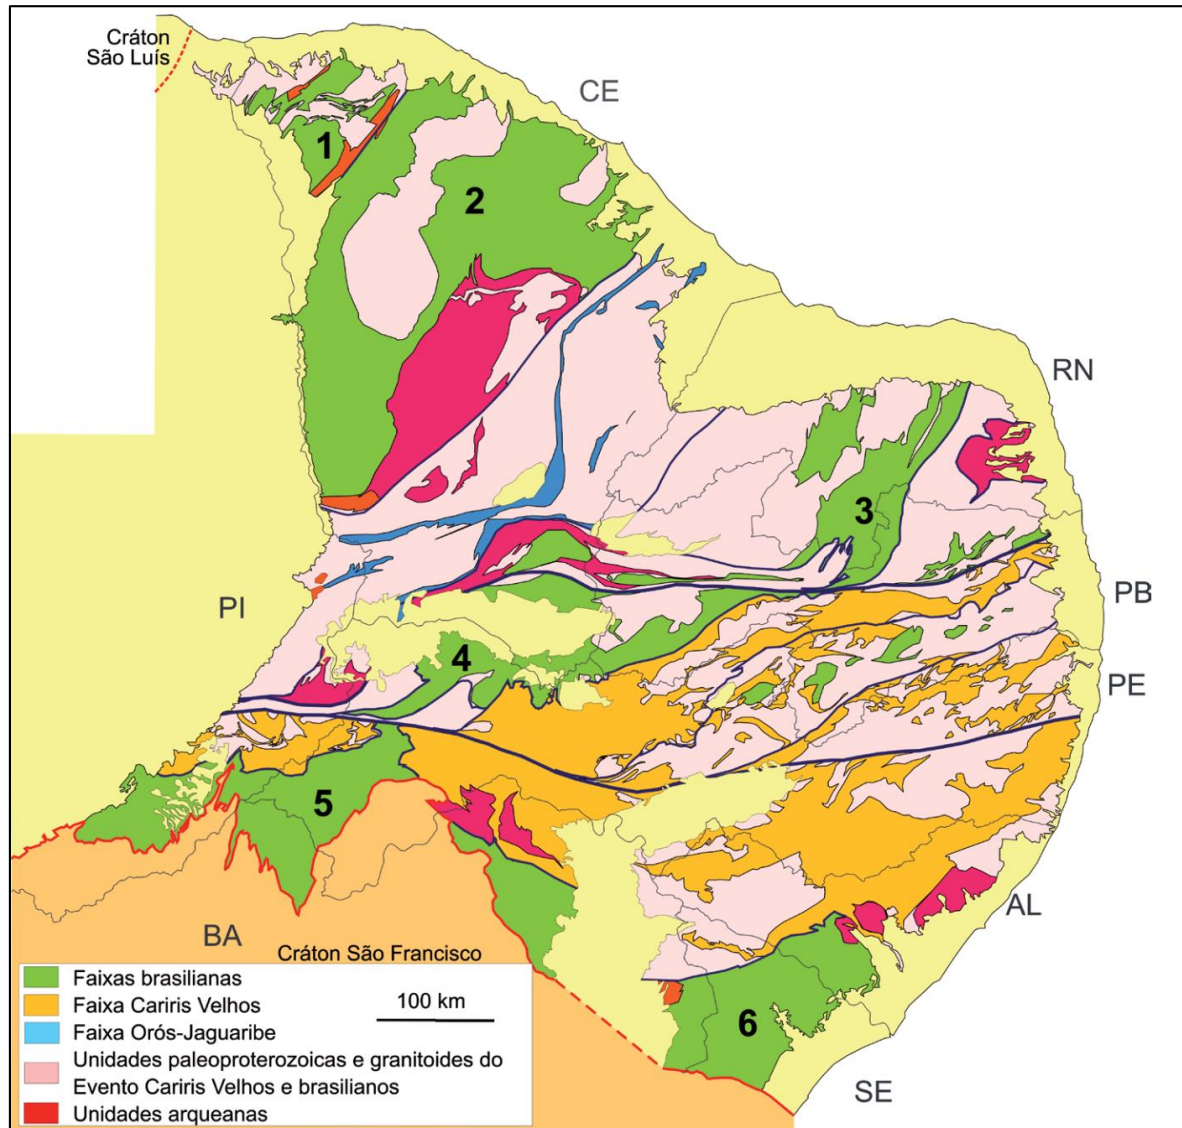 Cráton
São Luís
CE
1
2
RN
3
PI
PB
4
PE
5
AL
BA
Cráton São Francisco
6
SE
Faixas brasilianas
Faixa Cariris Velhos
Faixa Orós-Jaguaribe
Unidades paleoproterozoicas e granitoides do
Evento Cariris Velhos e brasilianos
Unidades arqueanas
100 km